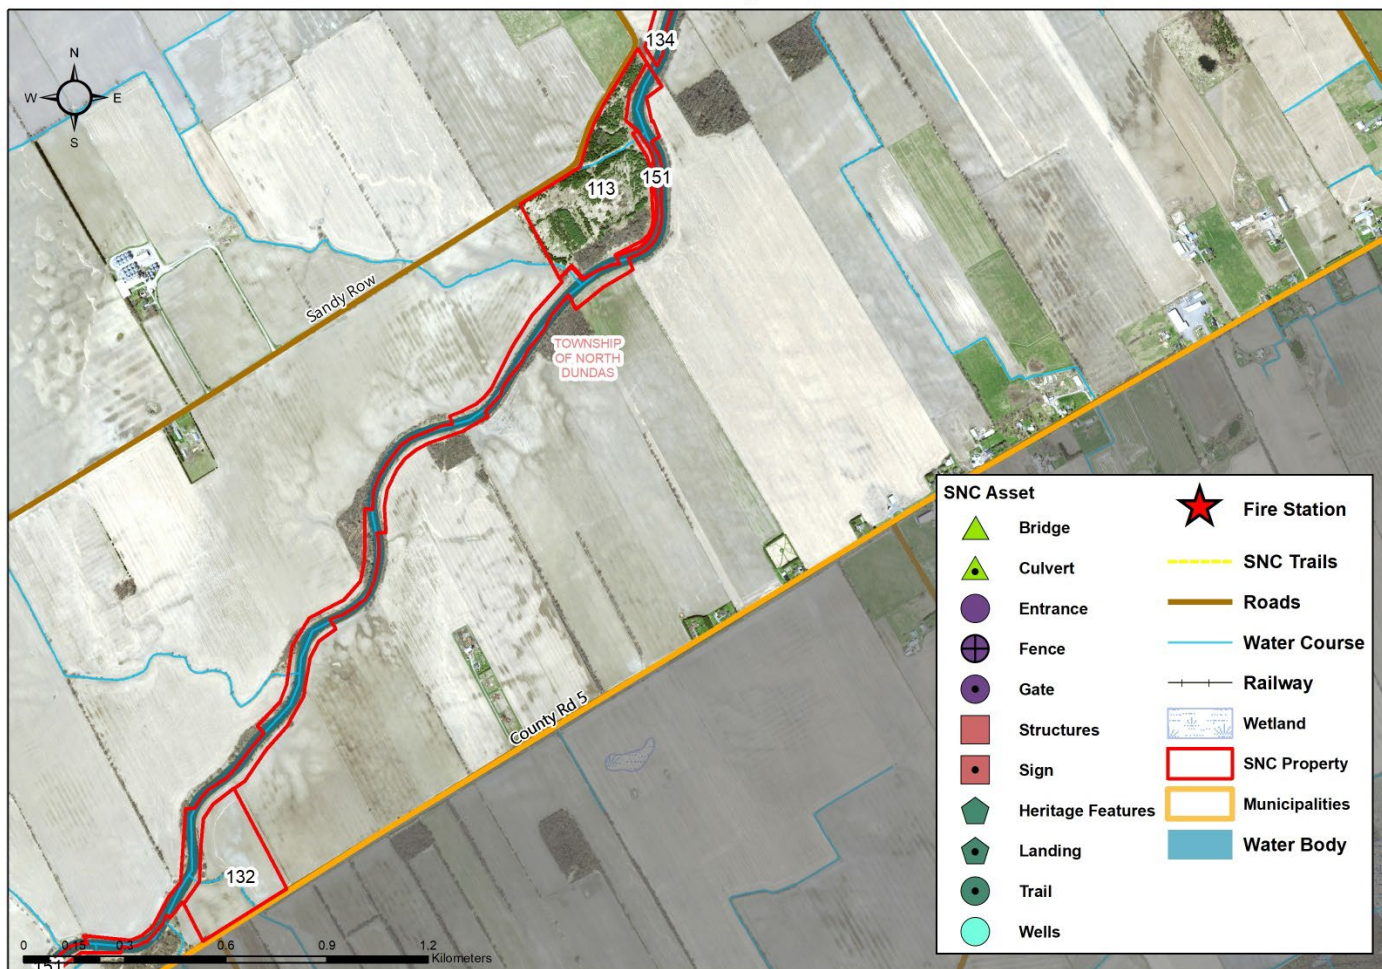 134
N
W E
S
151
113
Sandy Row
TOWNSHIP
OF NORTH
DUNDAS
County Rd 5
132
0 0.15 0.3 0.6 0.9 1.2
Kilometers
151
SNC Asset
Bridge
Culvert
Entrance
Fence
Gate
Structures
Sign
Heritage Features
Landing
Trail
Wells
Fire Station
SNC Trails
Roads
Water Course
Railway
Wetland
SNC Property
Municipalities
Water Body